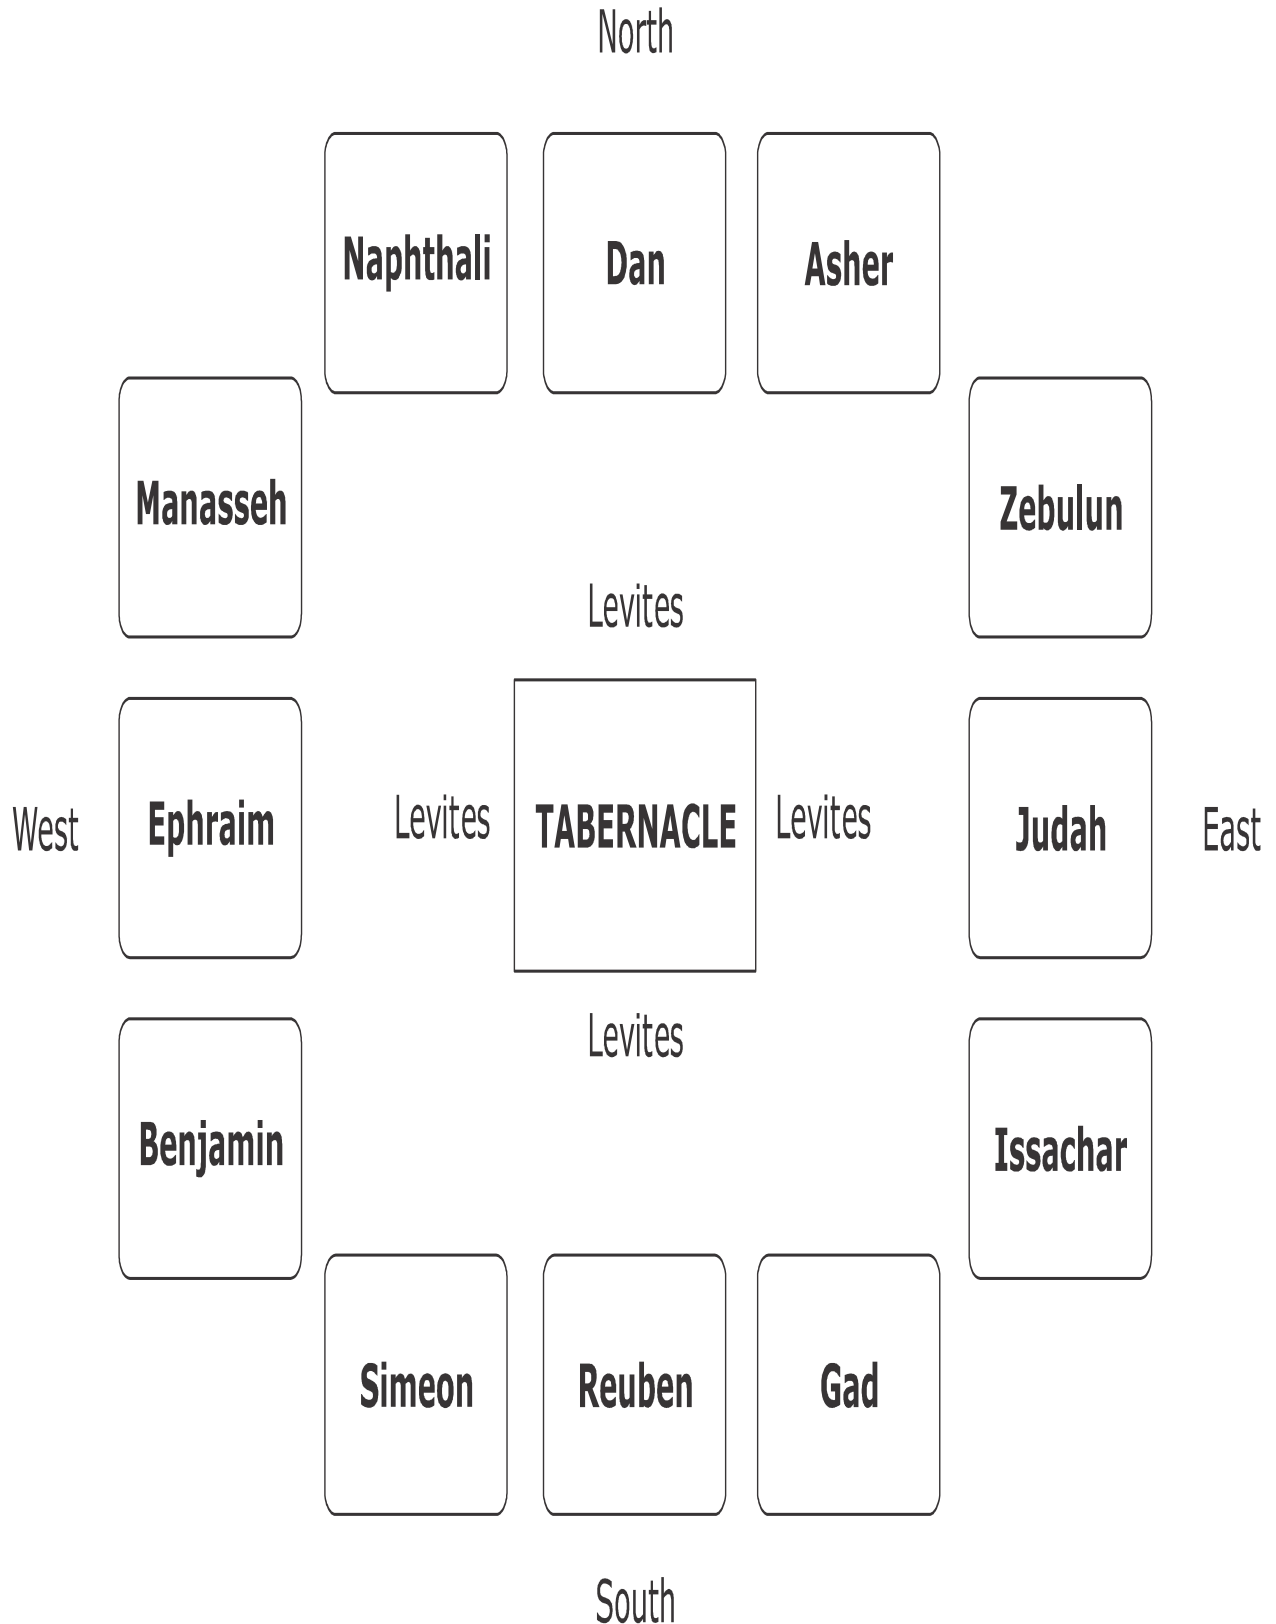 North
Naphthali
Dan
Asher
Manasseh
Zebulun
Levites
West
Ephraim
Levites
TABERNACLE
Levites
Judah
East
Levites
Benjamin
Issachar
Simeon
Reuben
Gad
South